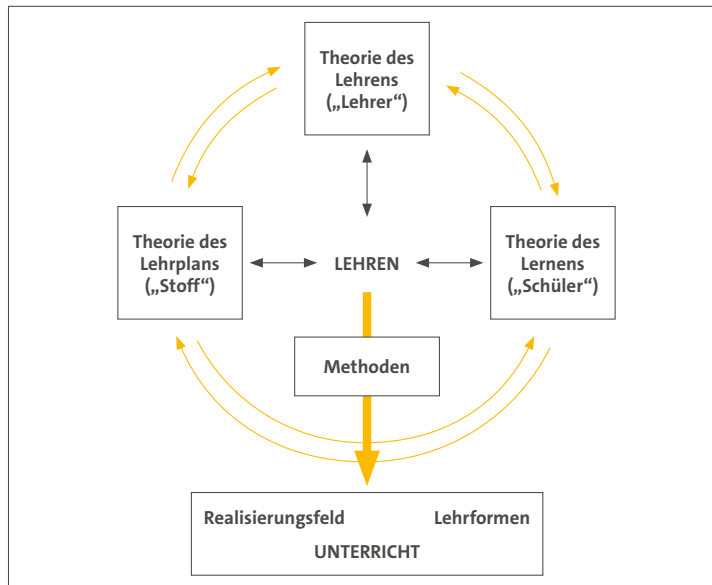 Theorie des
Lehrens
(„Lehrer“)
Theorie des
Lehrplans
(„Stoff“)
LEHREN
Theorie des
Lernens
(„Schüler“)
Methoden
Realisierungsfeld Lehrformen
UNTERRICHT